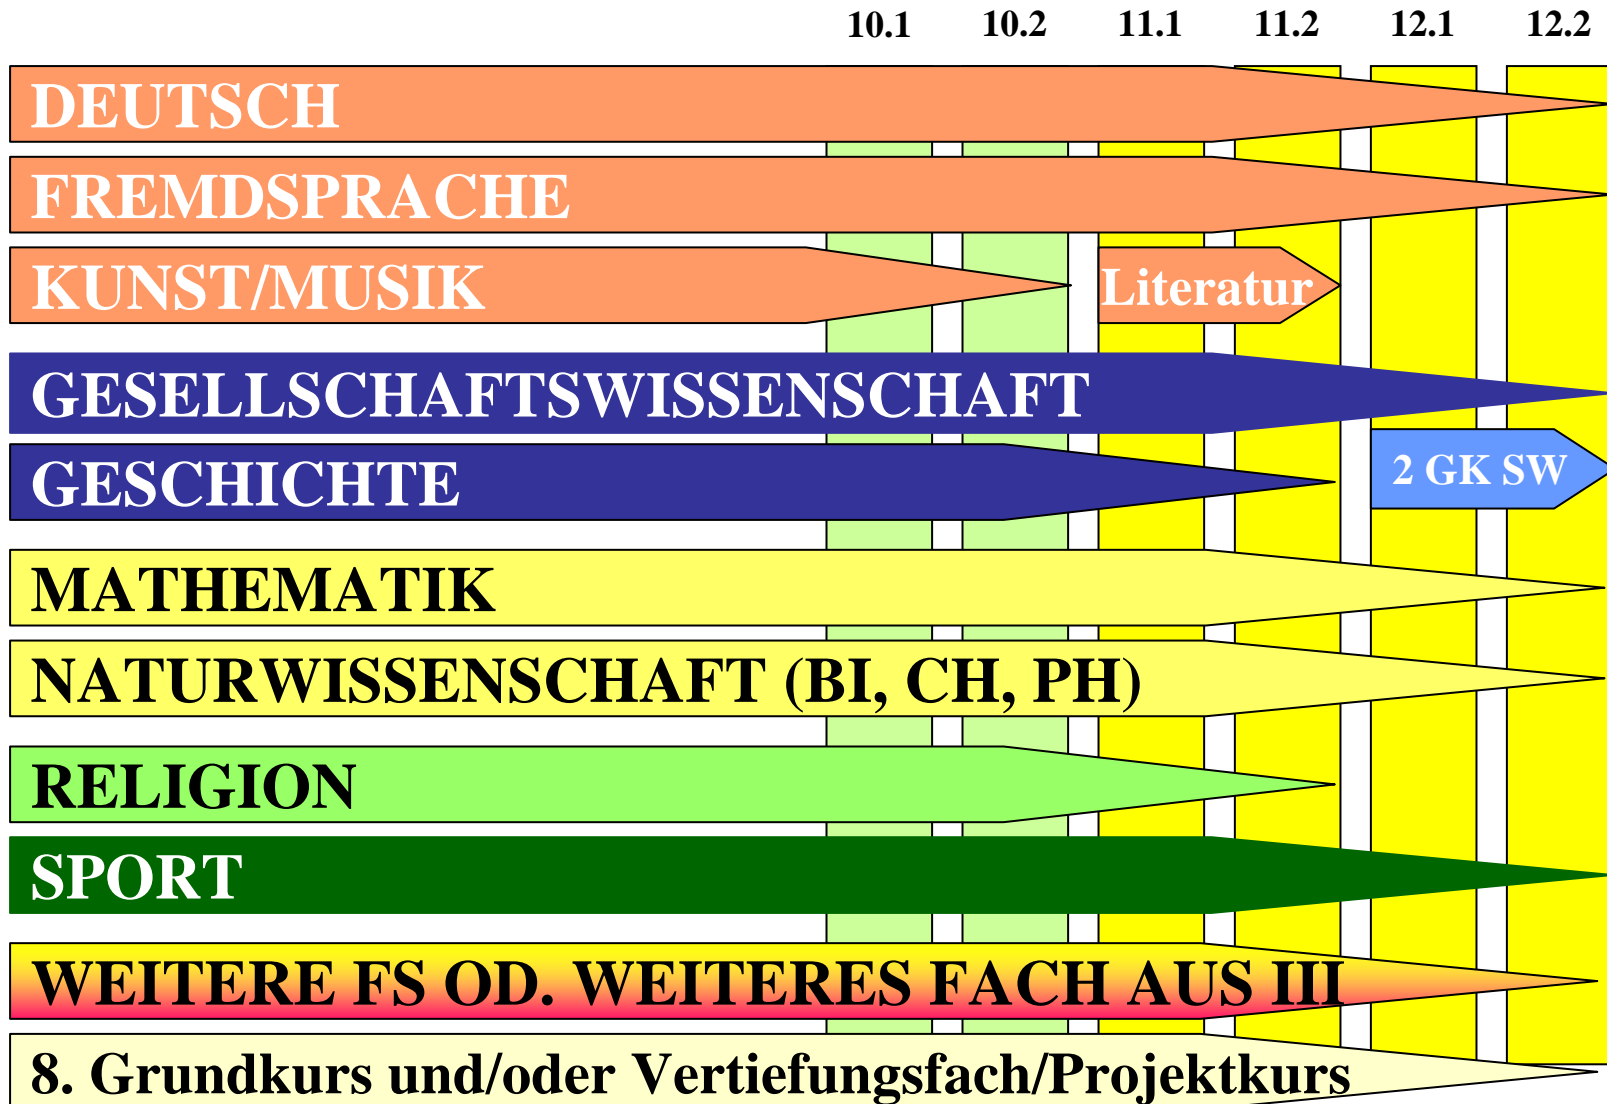 10.1 10.2 11.1 11.2 12.1 12.2
DEUTSCH
FREMDSPRACHE
KUNST/MUSIK Literatur
GESELLSCHAFTSWISSENSCHAFT
GESCHICHTE 2 GK SW
MATHEMATIK
NATURWISSENSCHAFT (BI, CH, PH)
RELIGION
SPORT
WEITERE FS OD. WEITERES FACH AUS III
8. Grundkurs und/oder Vertiefungsfach/Projektkurs